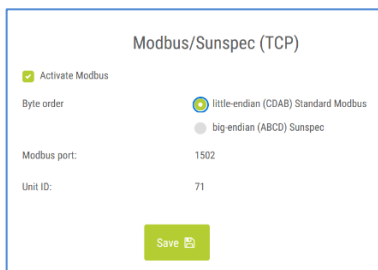 Modbus/Sunspec (TCP)
Activate Modbus
Byte order
little-endian (CDAB) Standard Modbus
big-endian (ABCD) Sunspec
Modbus port: 1502
Unit ID: 71
Save